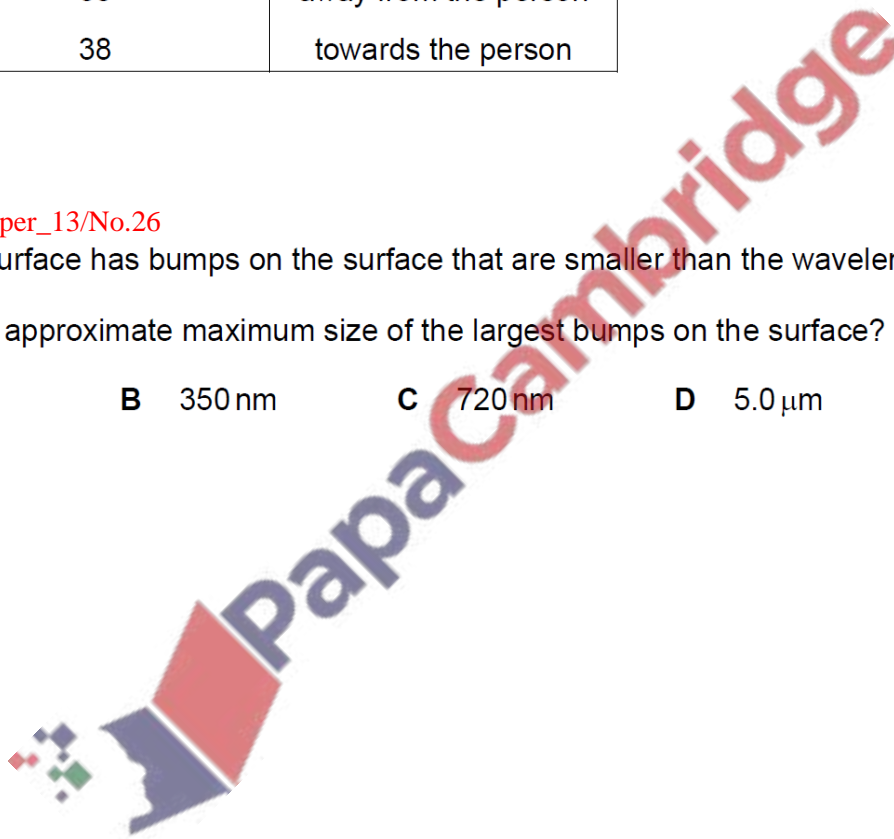 38 towards the person
per_13/No.26
urface has bumps on the surface that are smaller than the wavelen
approximate maximum size of the largest bumps on the surface?
B 350 nm C 720 nm D 5.0 μm
PapaCambridge